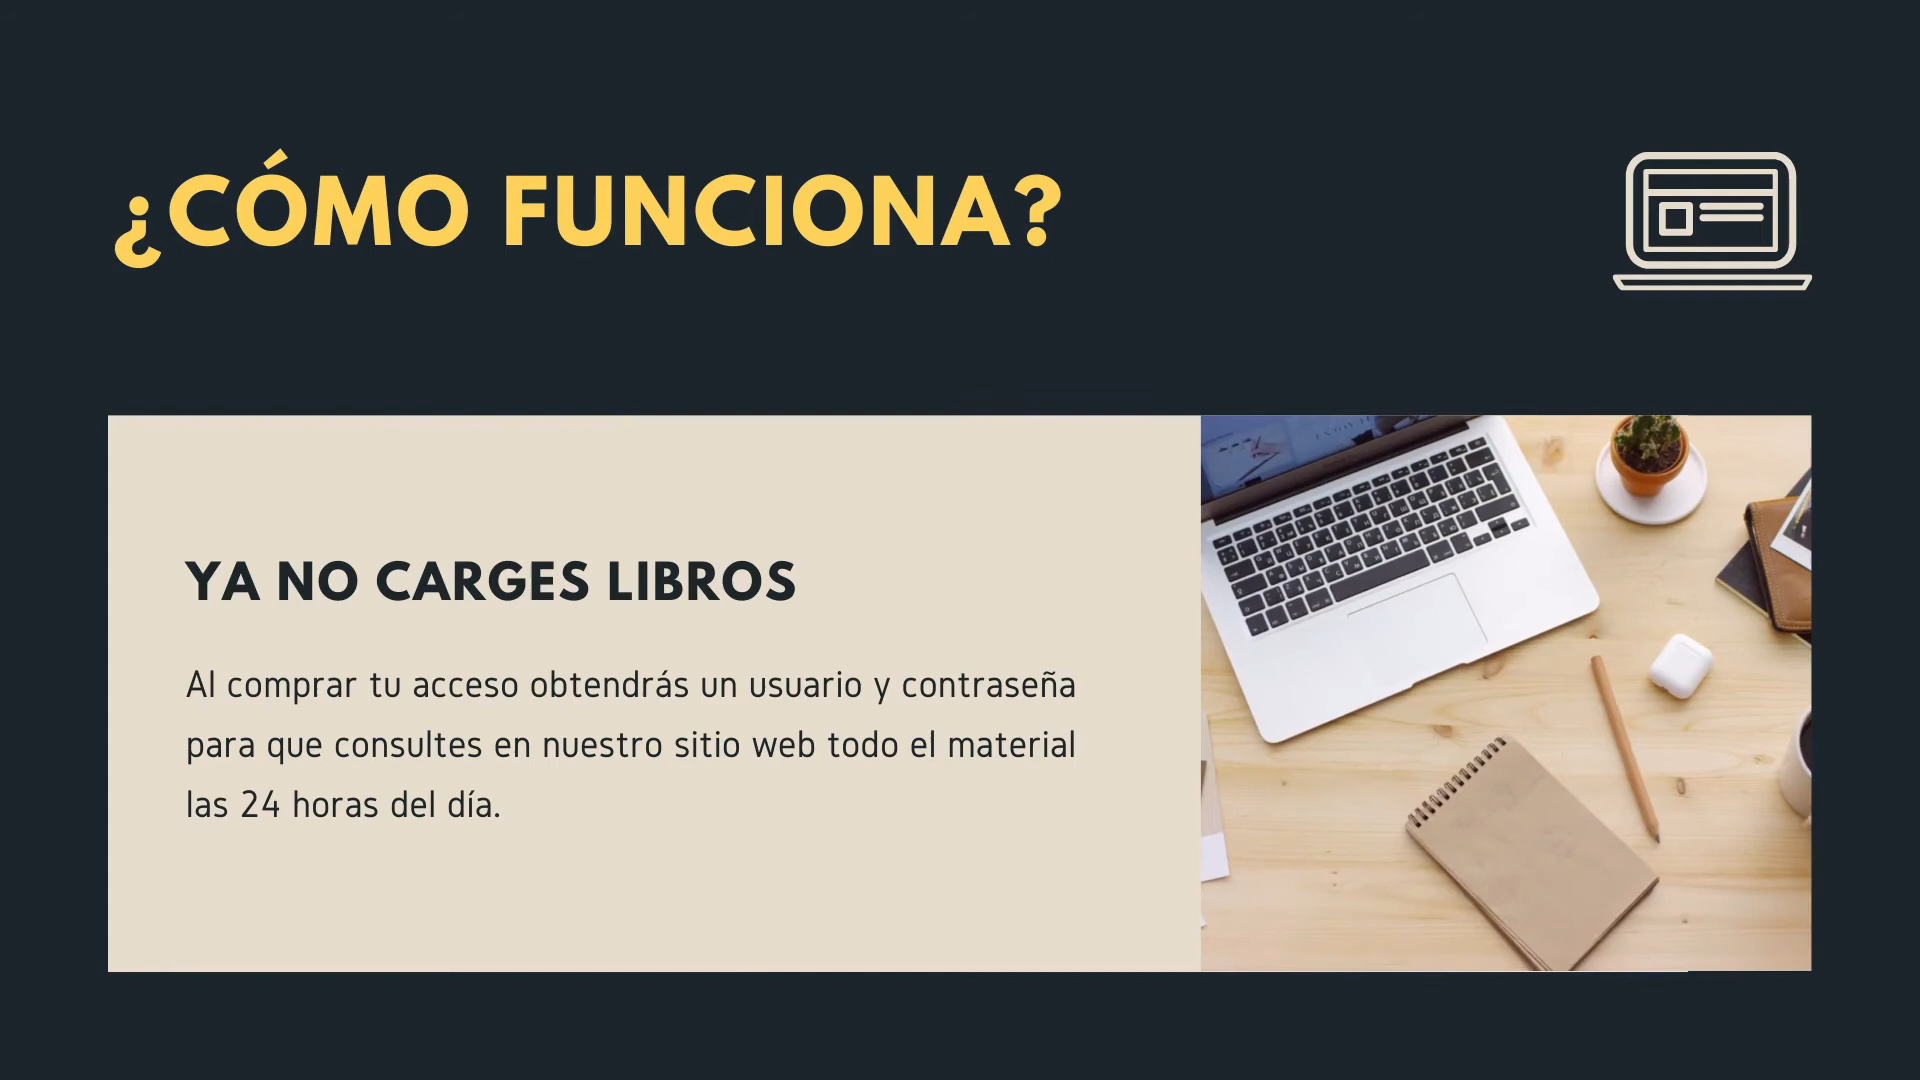 ¿CÓMO FUNCIONA?
YA NO CARGES LIBROS
Al comprar tu acceso obtendrás un usuario y contraseña
para que consultes en nuestro sitio web todo el material
las 24 horas del día.